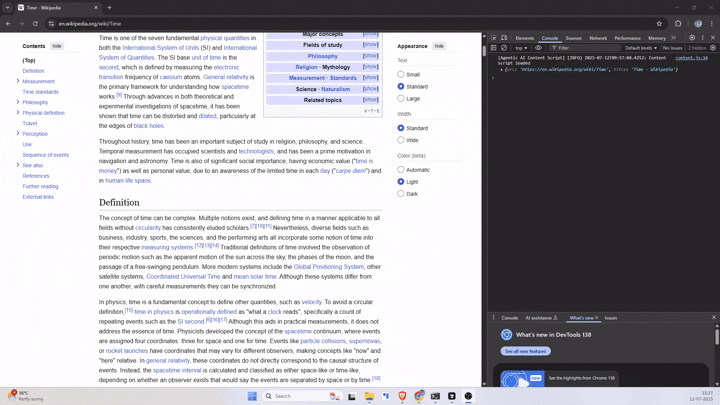 Time - Wikipedia
en.wikipedia.org/wiki/Time
Contents hide
(Top)
Definition
Measurement
Time standards
Philosophy
Physical definition
Travel
Perception
Use
Sequence of events
See also
References
Further reading
External links
Time is one of the seven fundamental physical quantities in
both the International System of Units (SI) and International
System of Quantities. The SI base unit of time is the
second, which is defined by measuring the electronic
transition frequency of caesium atoms. General relativity is
the primary framework for understanding how spacetime
works.[9] Through advances in both theoretical and
experimental investigations of spacetime, it has been
shown that time can be distorted and dilated, particularly at
the edges of black holes.
Major concepts [show]
Fields of study [show]
Philosophy [show]
Religion · Mythology [show]
Measurement · Standards [show]
Science · Naturalism [show]
Related topics [show]
V · T · E
Throughout history, time has been an important subject of study in religion, philosophy, and science.
Temporal measurement has occupied scientists and technologists, and has been a prime motivation in
navigation and astronomy. Time is also of significant social importance, having economic value ("time is
money") as well as personal value, due to an awareness of the limited time in each day ("carpe diem") and
in human life spans.
Definition
The concept of time can be complex. Multiple notions exist, and defining time in a manner applicable to all
fields without circularity has consistently eluded scholars.[7][10][11] Nevertheless, diverse fields such as
business, industry, sports, the sciences, and the performing arts all incorporate some notion of time into
their respective measuring systems.[12][13][14] Traditional definitions of time involved the observation of
periodic motion such as the apparent motion of the sun across the sky, the phases of the moon, and the
passage of a free-swinging pendulum. More modern systems include the Global Positioning System, other
satellite systems, Coordinated Universal Time and mean solar time. Although these systems differ from
one another, with careful measurements they can be synchronized.
In physics, time is a fundamental concept to define other quantities, such as velocity. To avoid a circular
definition,[15] time in physics is operationally defined as "what a clock reads", specifically a count of
repeating events such as the SI second.[6][16][17] Although this aids in practical measurements, it does not
address the essence of time. Physicists developed the concept of the spacetime continuum, where events
are assigned four coordinates: three for space and one for time. Events like particle collisions, supernovas,
or rocket launches have coordinates that may vary for different observers, making concepts like "now" and
"here" relative. In general relativity, these coordinates do not directly correspond to the causal structure of
events. Instead, the spacetime interval is calculated and classified as either space-like or time-like,
depending on whether an observer exists that would say the events are separated by space or by time.[18]
Appearance hide
Text
Small
Standard
Large
Width
Standard
Wide
Color (beta)
Automatic
Light
Dark
Elements Console Sources Network Performance Memory
top Filter Default levels No Issues 2 hidden
[Agentic AI Content Script] [INFO] 2025-07-12T09:57:08.425Z: Content content.js:14
script loaded
{url: 'https://en.wikipedia.org/wiki/Time', title: 'Time - Wikipedia'}
Console AI assistance What's new Issues
What's new in DevTools 138
See all new features
See the highlights from Chrome 138
36°C
Partly sunny
Search
15:27
12-07-2025